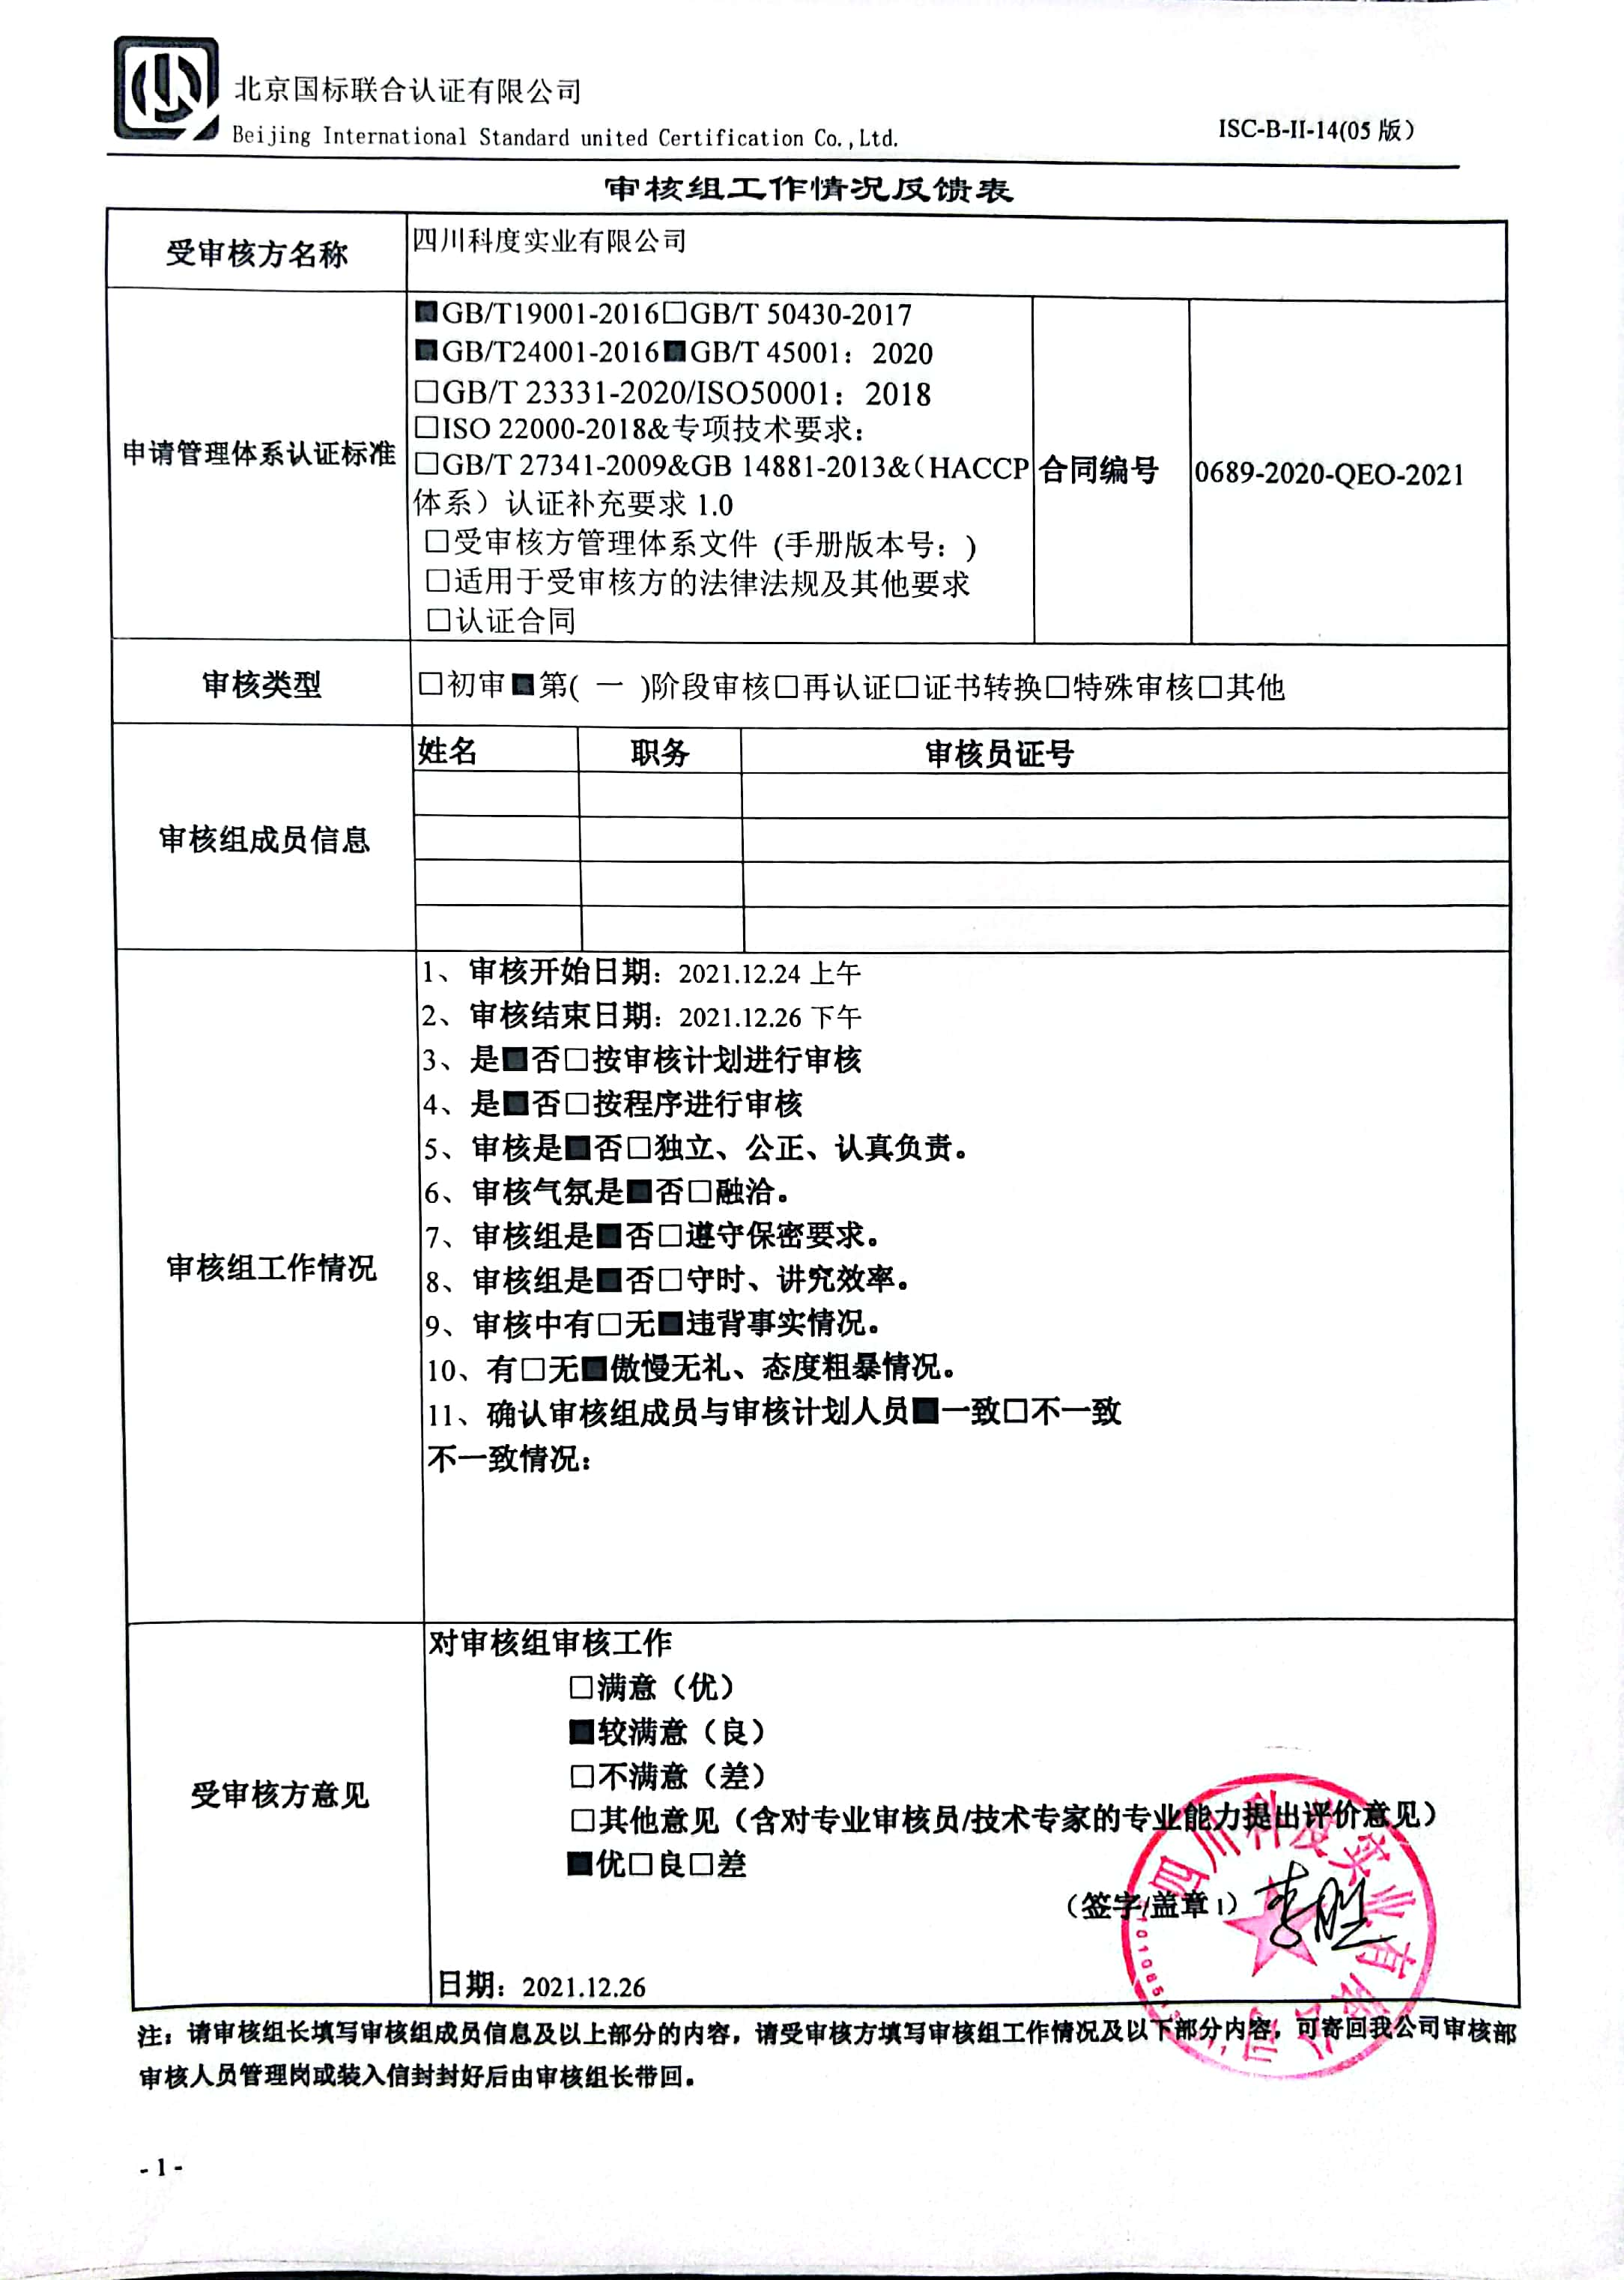 北京国标联合认证有限公司
Beijing International Standard united Certification Co.,Ltd.
ISC-B-II-14(05 版)
审核组工作情况反馈表
受审核方名称
四川科度实业有限公司
申请管理体系认证标准
■GB/T19001-2016□GB/T 50430-2017
■GB/T24001-2016■GB/T 45001：2020
□GB/T 23331-2020/ISO50001：2018
□ISO 22000-2018&专项技术要求：
□GB/T 27341-2009&GB 14881-2013&（HACCP
体系）认证补充要求 1.0
□受审核方管理体系文件 (手册版本号：)
□适用于受审核方的法律法规及其他要求
□认证合同
合同编号
0689-2020-QEO-2021
审核类型
□初审■第( 一 )阶段审核□再认证□证书转换□特殊审核□其他
审核组成员信息
姓名 职务 审核员证号
审核组工作情况
1、审核开始日期：2021.12.24 上午
2、审核结束日期：2021.12.26 下午
3、是■否□按审核计划进行审核
4、是■否□按程序进行审核
5、审核是■否□独立、公正、认真负责。
6、审核气氛是■否□融洽。
7、审核组是■否□遵守保密要求。
8、审核组是■否□守时、讲究效率。
9、审核中有□无■违背事实情况。
10、有□无■傲慢无礼、态度粗暴情况。
11、确认审核组成员与审核计划人员■一致□不一致
不一致情况：
受审核方意见
对审核组审核工作
□满意（优）
■较满意（良）
□不满意（差）
□其他意见（含对专业审核员/技术专家的专业能力提出评价意见）
■优□良□差
（签字/盖章）
四川科度实业有限公司
日期：2021.12.26
注：请审核组长填写审核组成员信息及以上部分的内容，请受审核方填写审核组工作情况及以下部分内容，可寄回我公司审核部
审核人员管理岗或装入信封封好后由审核组长带回。
- 1 -